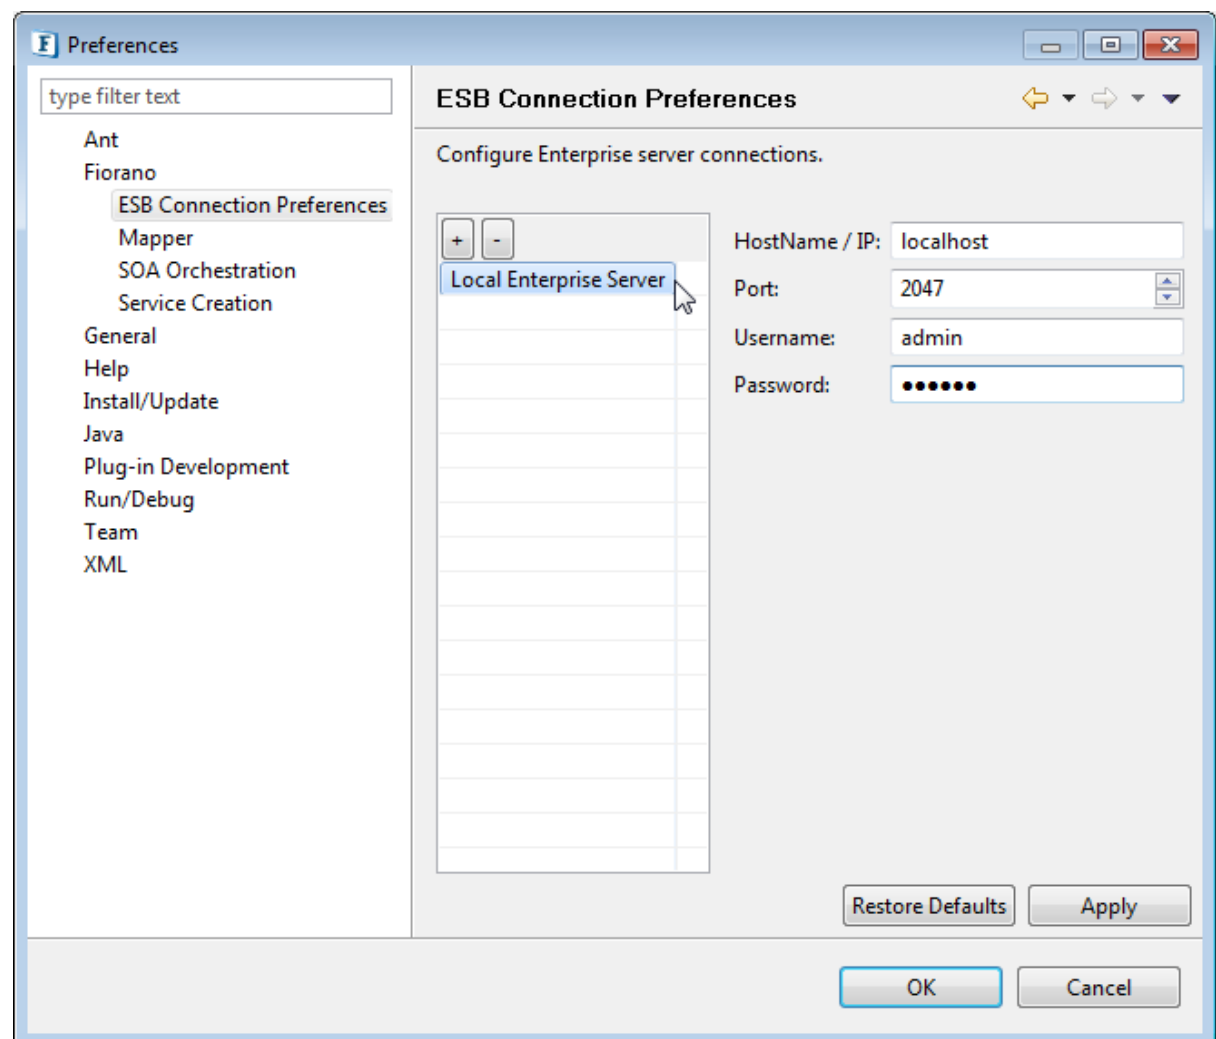 Preferences
type filter text
Ant
Fiorano
ESB Connection Preferences
Mapper
SOA Orchestration
Service Creation
General
Help
Install/Update
Java
Plug-in Development
Run/Debug
Team
XML
ESB Connection Preferences
Configure Enterprise server connections.
+ -
Local Enterprise Server
HostName / IP: localhost
Port: 2047
Username: admin
Password: ●●●●●●
Restore Defaults Apply
OK Cancel